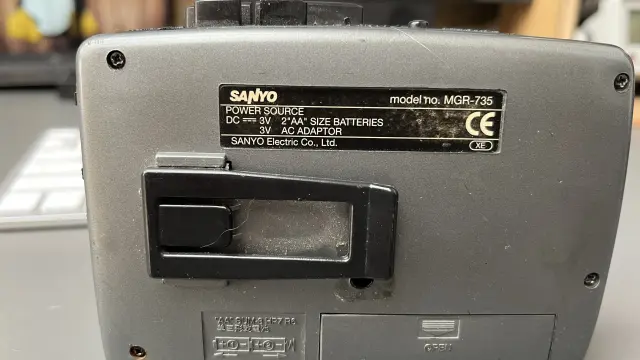 SANYO
model no. MGR-735
POWER SOURCE
DC 3V 2"AA" SIZE BATTERIES
3V AC ADAPTOR
SANYO Electric Co., Ltd.
CE
XE
OPEN